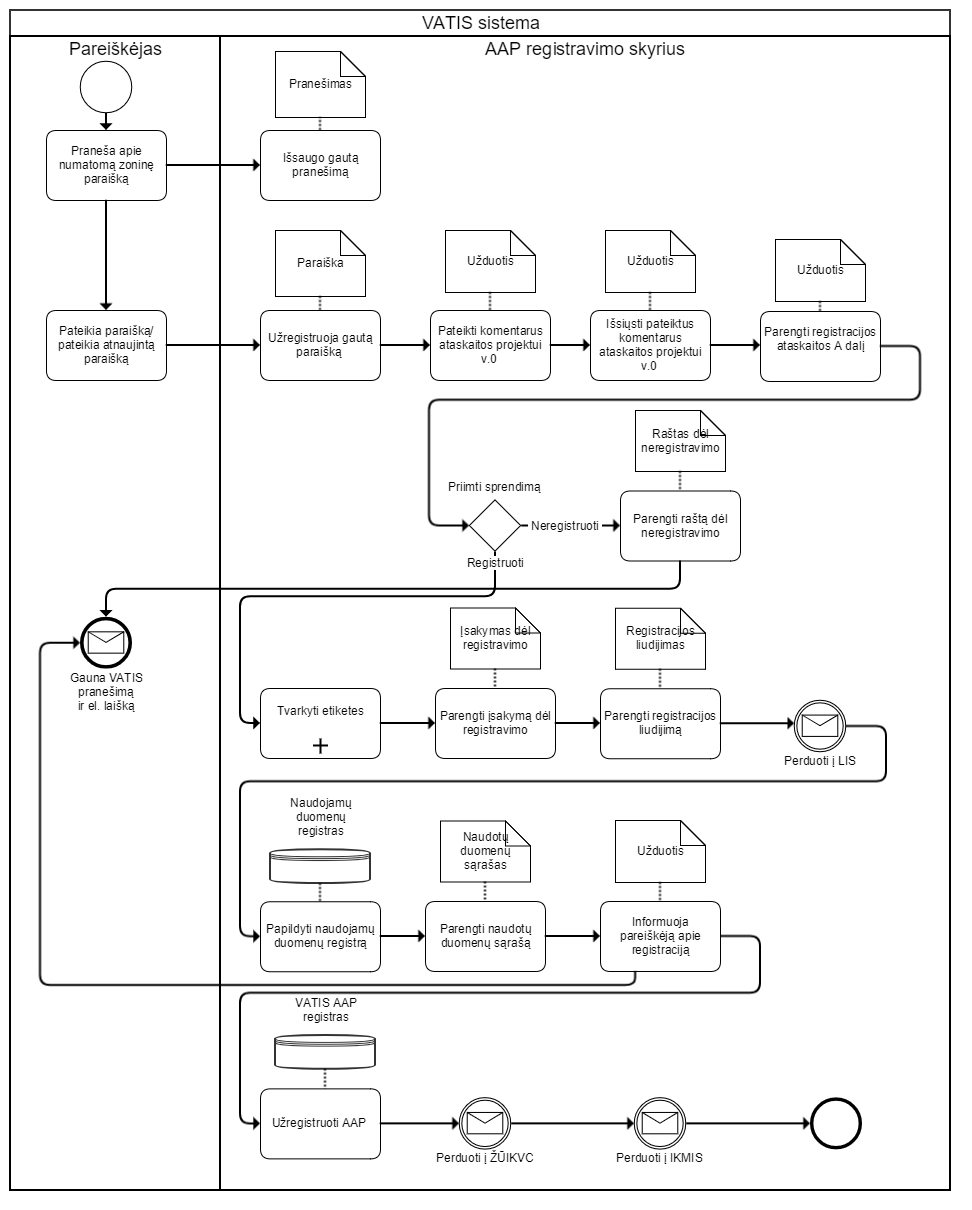 VATIS sistema
Pareiškėjas
AAP registravimo skyrius
Pranešimas
Praneša apie
numatomą zoninę
paraišką
Išsaugo gautą
pranešimą
Paraiška
Užduotis
Užduotis
Užduotis
Pateikia paraišką/
pateikia atnaujintą
paraišką
Užregistruoja gautą
paraišką
Pateikti komentarus
ataskaitos projektui
v.0
Išsiųsti pateiktus
komentarus
ataskaitos projektui
v.0
Parengti registracijos
ataskaitos A dalį
Raštas dėl
neregistravimo
Priimti sprendimą
Neregistruoti
Parengti raštą dėl
neregistravimo
Registruoti
Gauna VATIS
pranešimą
ir el. laišką
Įsakymas dėl
registravimo
Registracijos
liudijimas
Tvarkyti etiketes
Parengti įsakymą dėl
registravimo
Parengti registracijos
liudijimą
Perduoti į LIS
Naudojamų
duomenų
registras
Naudotų
duomenų
sąrašas
Užduotis
Papildyti naudojamų
duomenų registrą
Parengti naudotų
duomenų sąrašą
Informuoja
pareiškėją apie
registraciją
VATIS AAP
registras
Užregistruoti AAP
Perduoti į ŽŪIKVC
Perduoti į IKMIS